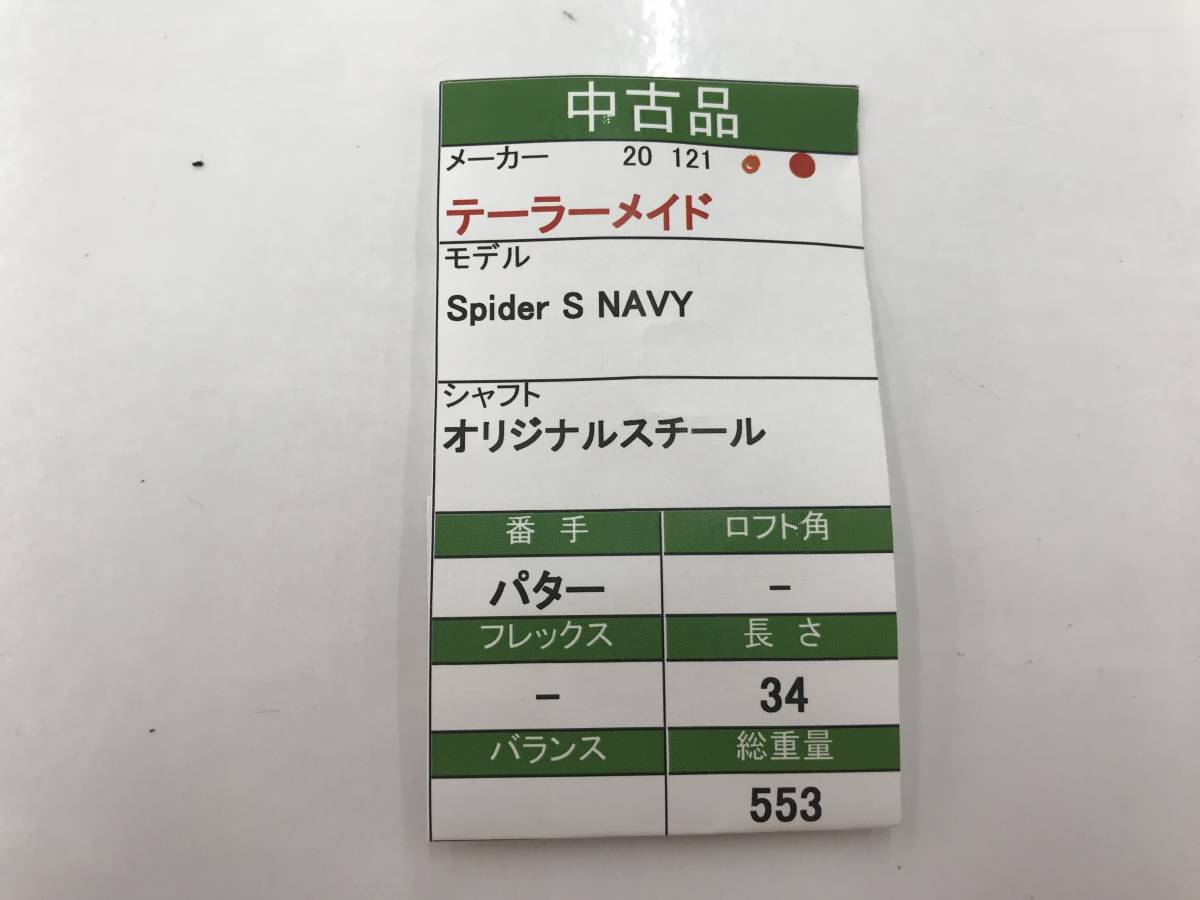 中古品
メーカー 20 121
テーラーメイド
モデル
Spider S NAVY
シャフト
オリジナルスチール
番 手 ロフト角
パター -
フレックス 長 さ
- 34
バランス 総重量
553